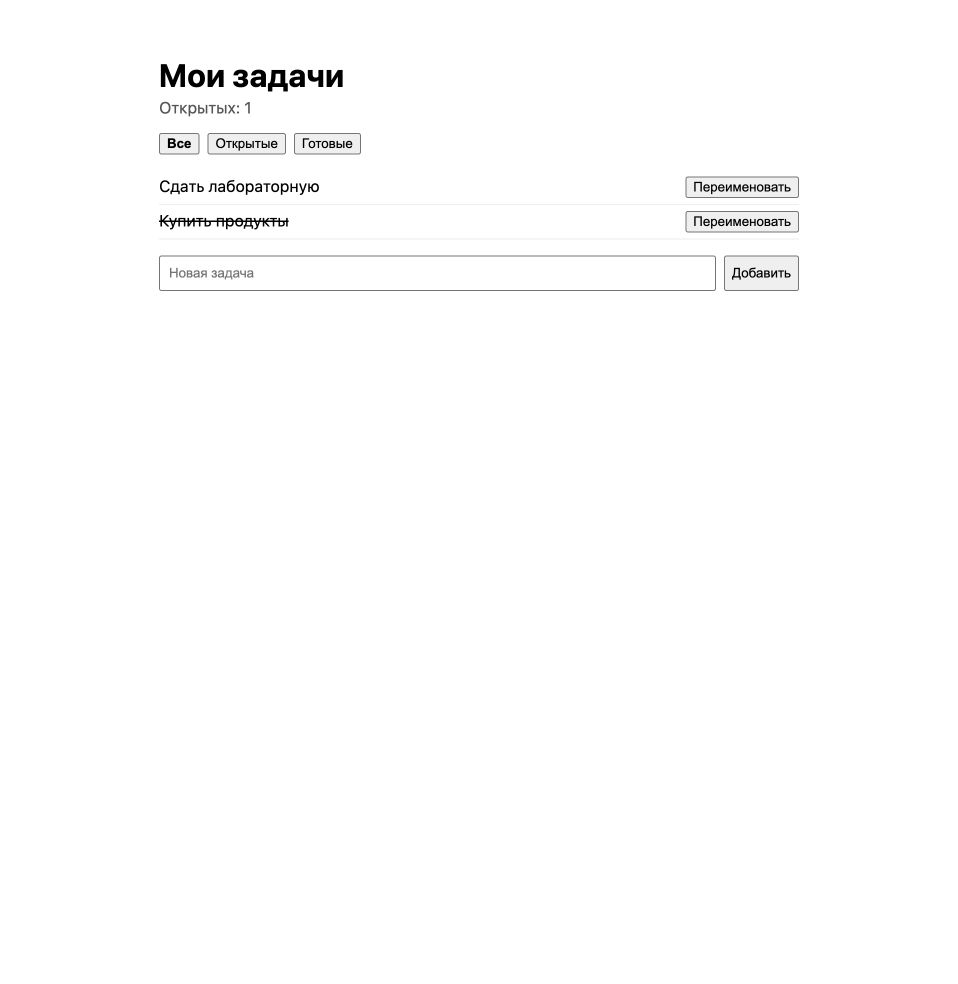 Мои задачи
Открытых: 1
Все Открытые Готовые
Сдать лабораторную Переименовать
Купить продукты Переименовать
Новая задача Добавить